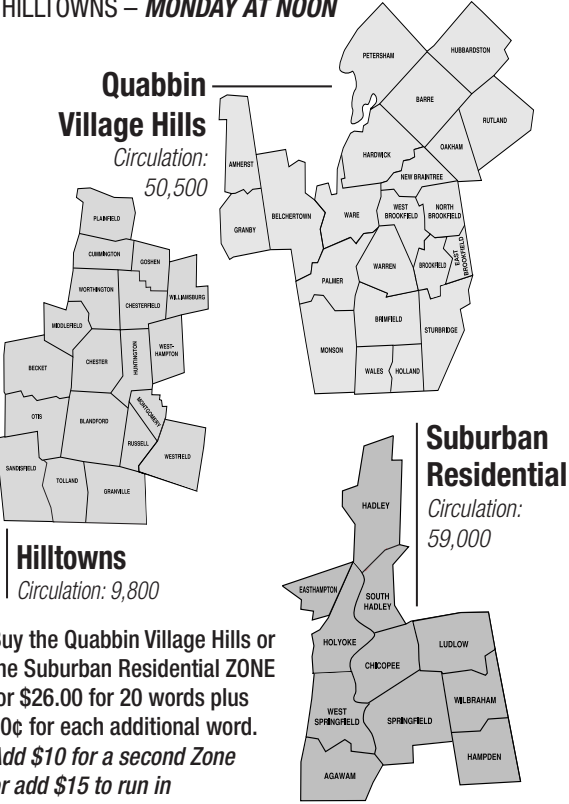 HILLTOWNS – MONDAY AT NOON
Quabbin
Village Hills
Circulation:
50,500
PETERSHAM
HUBBARDSTON
BARRE
RUTLAND
HARDWICK
OAKHAM
NEW BRAINTREE
AMHERST
BELCHERTOWN
GRANBY
WARE
WEST
BROOKFIELD
NORTH
BROOKFIELD
WARREN
BROOKFIELD
EAST
BROOKFIELD
PALMER
BRIMFIELD
STURBRIDGE
MONSON
WALES
HOLLAND
PLAINFIELD
CUMMINGTON
GOSHEN
WORTHINGTON
CHESTERFIELD
WILLIAMSBURG
MIDDLEFIELD
CHESTER
HUNTINGTON
WEST-
HAMPTON
BECKET
OTIS
BLANDFORD
MONTGOMERY
RUSSELL
WESTFIELD
SANDISFIELD
TOLLAND
GRANVILLE
Hilltowns
Circulation: 9,800
Suburban
Residential
Circulation:
59,000
HADLEY
EASTHAMPTON
SOUTH
HADLEY
HOLYOKE
CHICOPEE
LUDLOW
WEST
SPRINGFIELD
SPRINGFIELD
WILBRAHAM
AGAWAM
HAMPDEN
the Quabbin Village Hills or
Suburban Residential ZONE
$26.00 for 20 words plus
for each additional word.
$10 for a second Zone
add $15 to run in